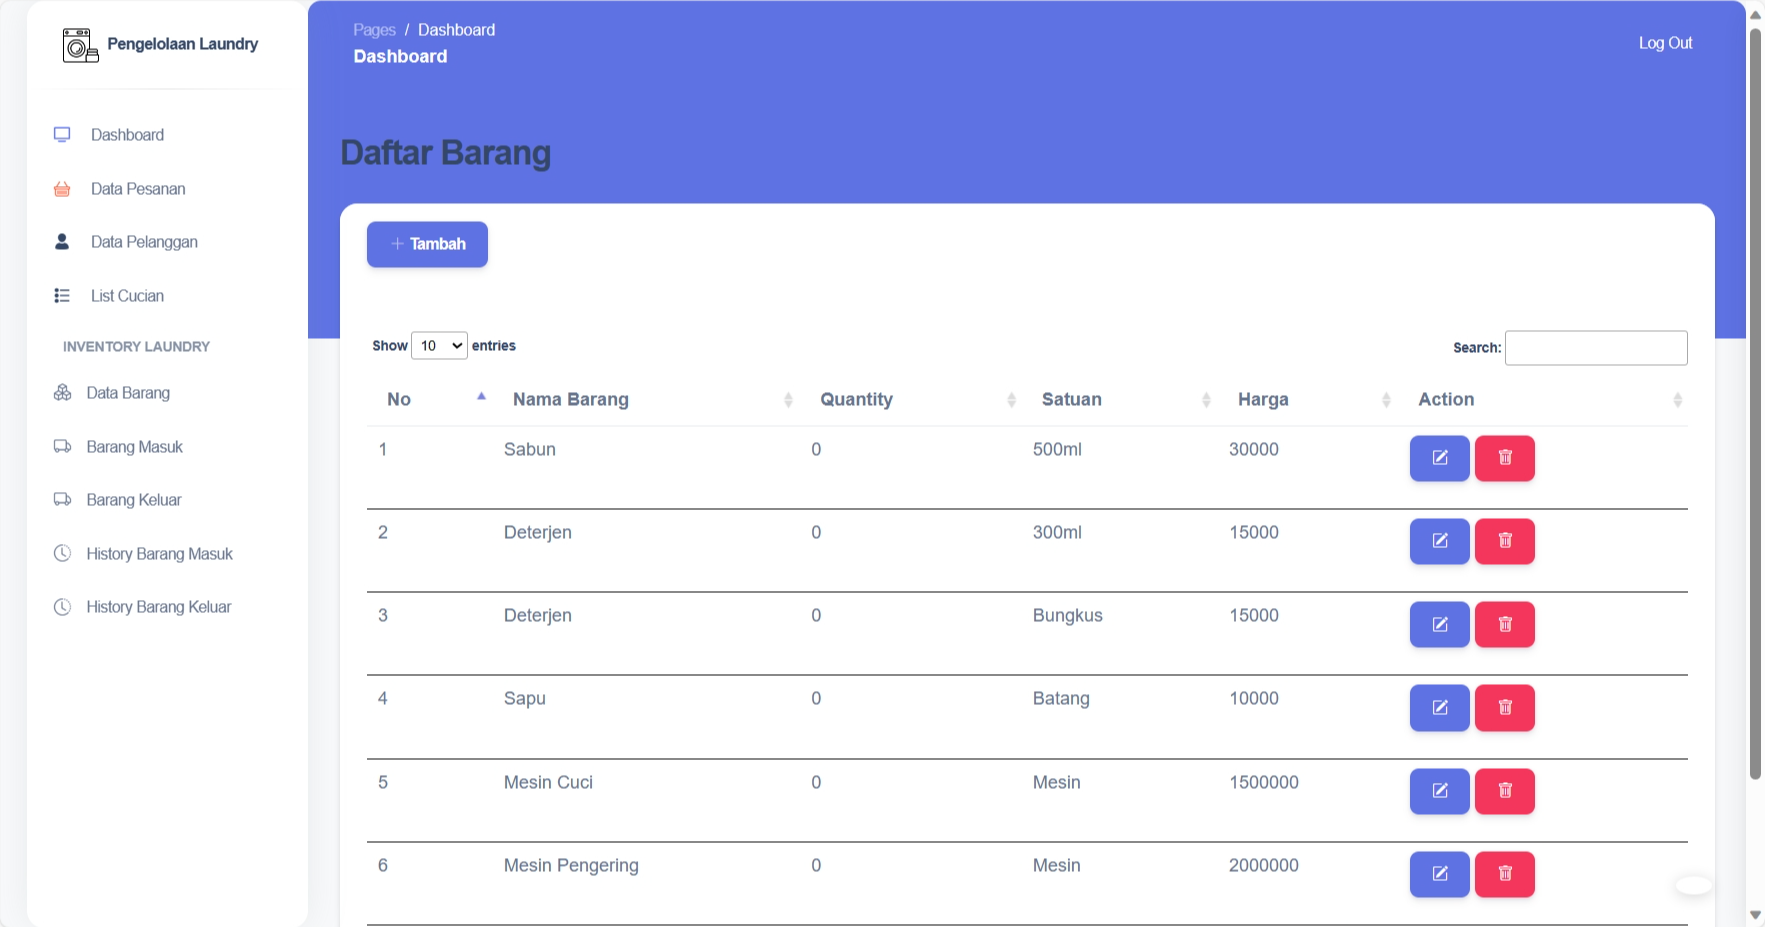 Pengelolaan Laundry
Dashboard
Data Pesanan
Data Pelanggan
List Cucian
INVENTORY LAUNDRY
Data Barang
Barang Masuk
Barang Keluar
History Barang Masuk
History Barang Keluar
Pages / Dashboard
Dashboard
Log Out
Daftar Barang
+ Tambah
Show 10 entries
Search:
No Nama Barang Quantity Satuan Harga Action
1 Sabun 0 500ml 30000
2 Deterjen 0 300ml 15000
3 Deterjen 0 Bungkus 15000
4 Sapu 0 Batang 10000
5 Mesin Cuci 0 Mesin 1500000
6 Mesin Pengering 0 Mesin 2000000